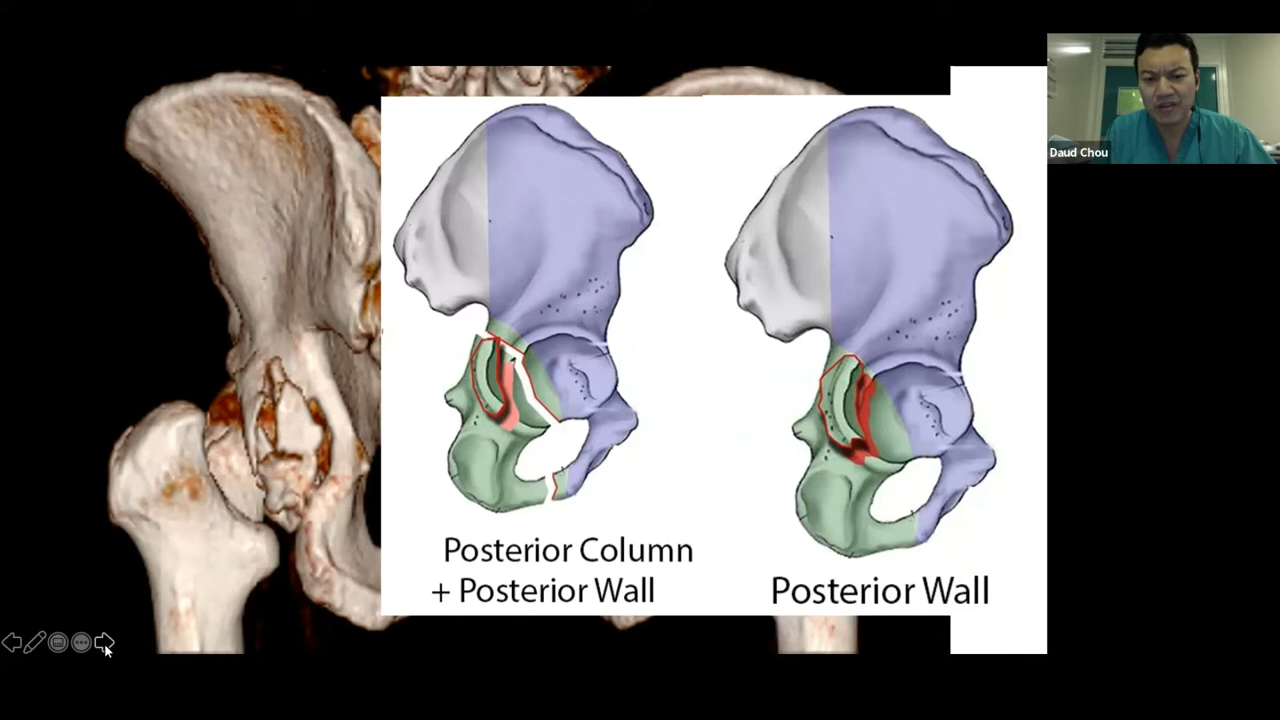 Daud Chou
Posterior Column
+ Posterior Wall
Posterior Wall